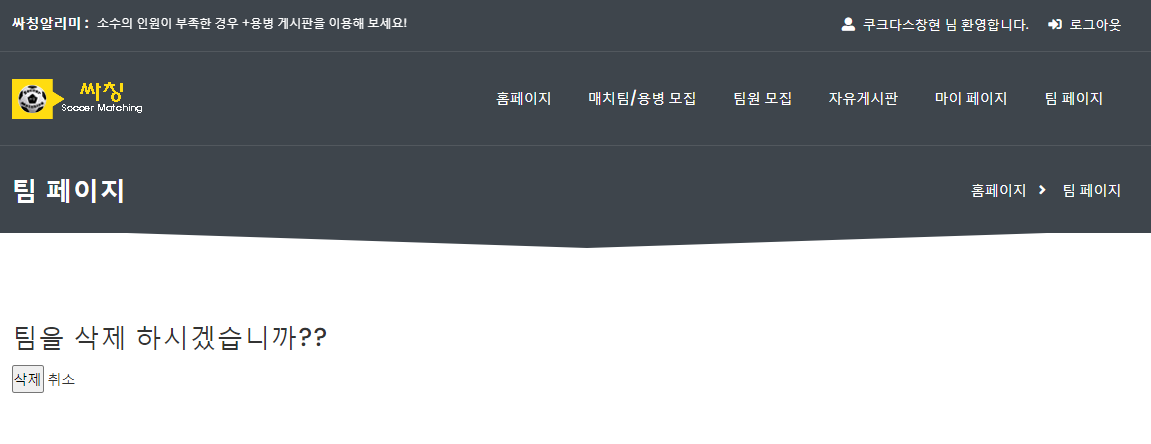 싸칭알리미 : 소수의 인원이 부족한 경우 +용병 게시판을 이용해 보세요! 쿠크다스창현 님 환영합니다. 로그아웃
싸칭
Soccer Matching
홈페이지 매치팀/용병 모집 팀원 모집 자유게시판 마이 페이지 팀 페이지
팀 페이지 홈페이지 팀 페이지
팀을 삭제 하시겠습니까??
삭제 취소